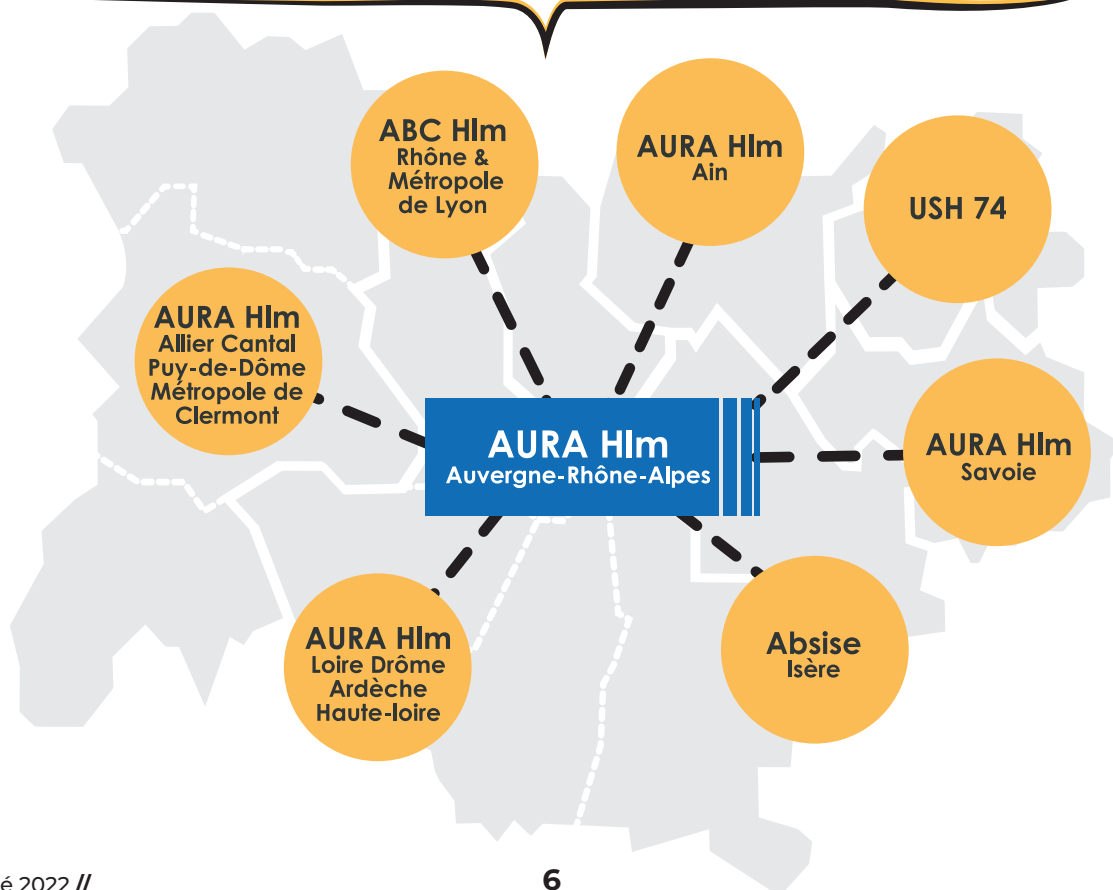 ABC Hlm
Rhône &
Métropole
de Lyon
AURA Hlm
Ain
USH 74
AURA Hlm
Allier Cantal
Puy-de-Dôme
Métropole de
Clermont
AURA Hlm
Auvergne-Rhône-Alpes
AURA Hlm
Savoie
AURA Hlm
Loire Drôme
Ardèche
Haute-loire
Absise
Isère
é 2022 //
6